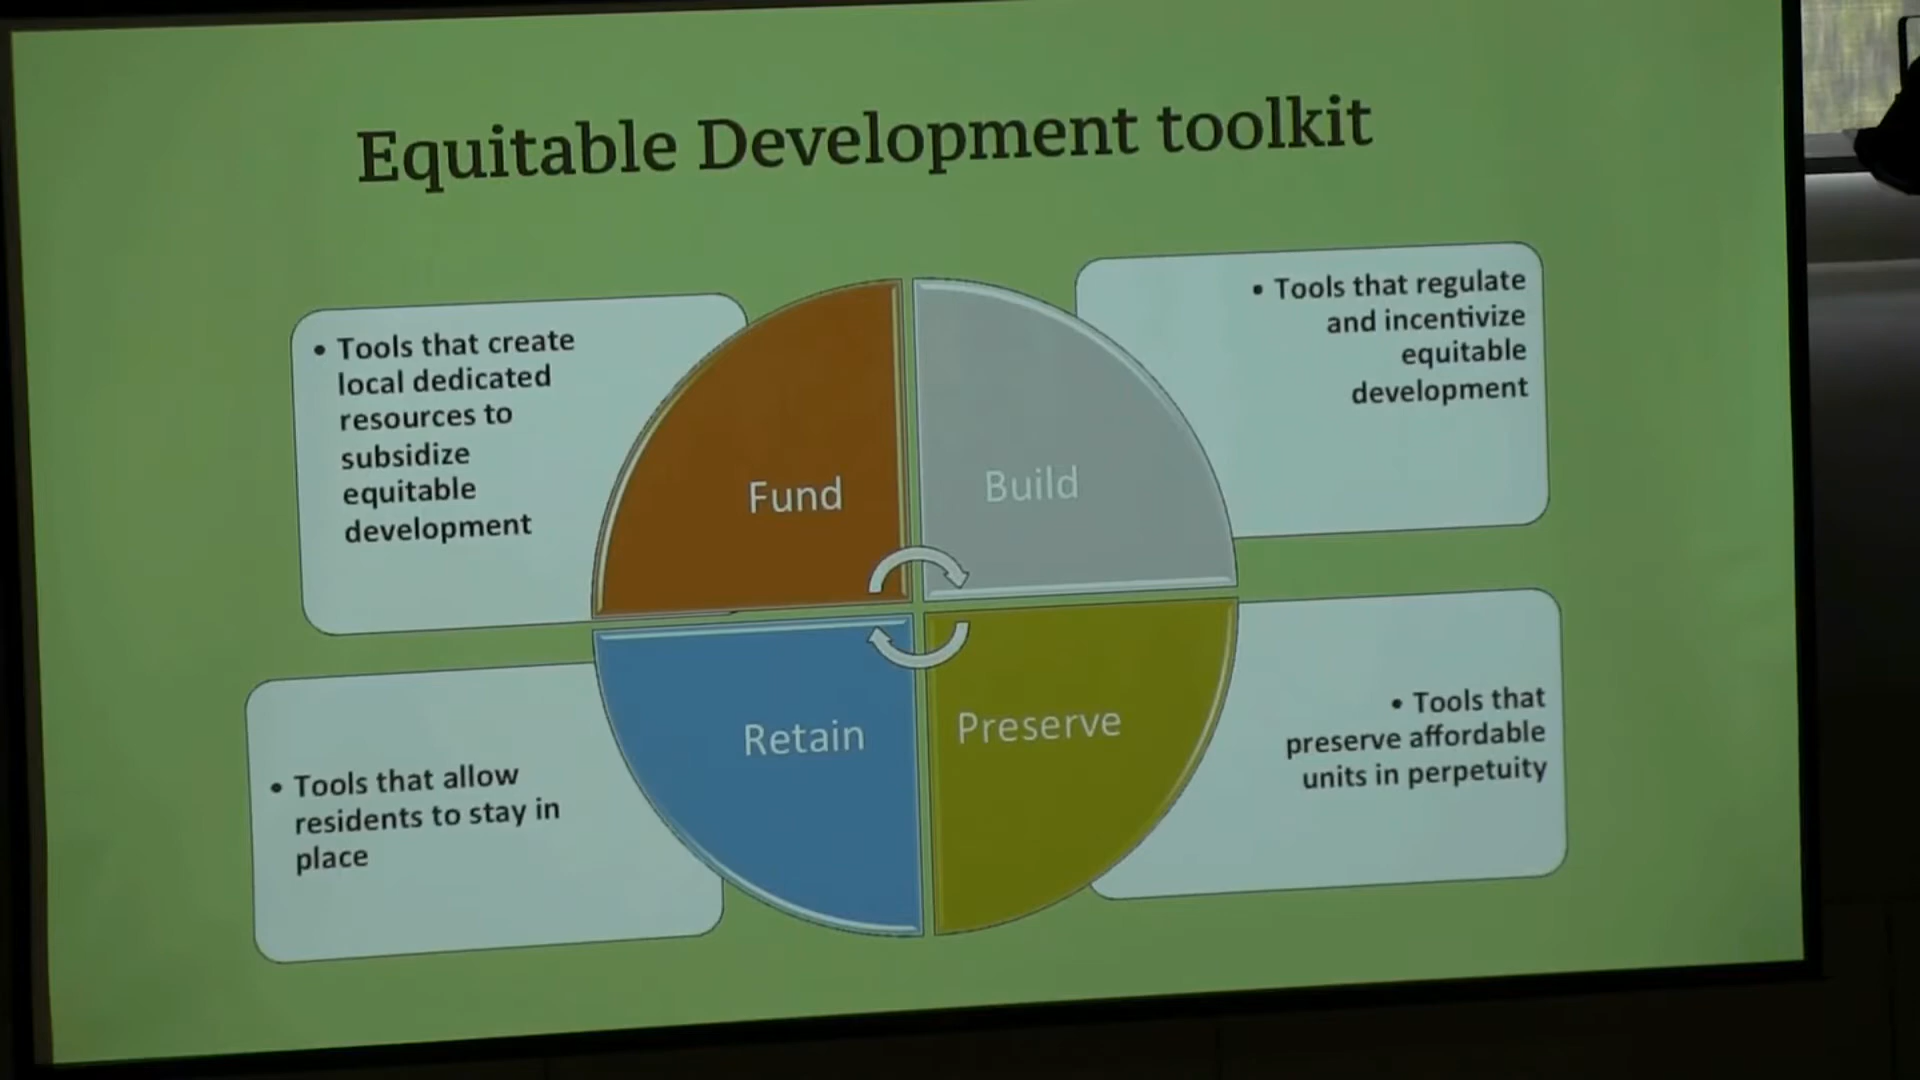 Equitable Development toolkit
• Tools that create
local dedicated
resources to
subsidize
equitable
development
• Tools that regulate
and incentivize
equitable
development
Fund
Build
Retain
Preserve
• Tools that allow
residents to stay in
place
• Tools that
preserve affordable
units in perpetuity